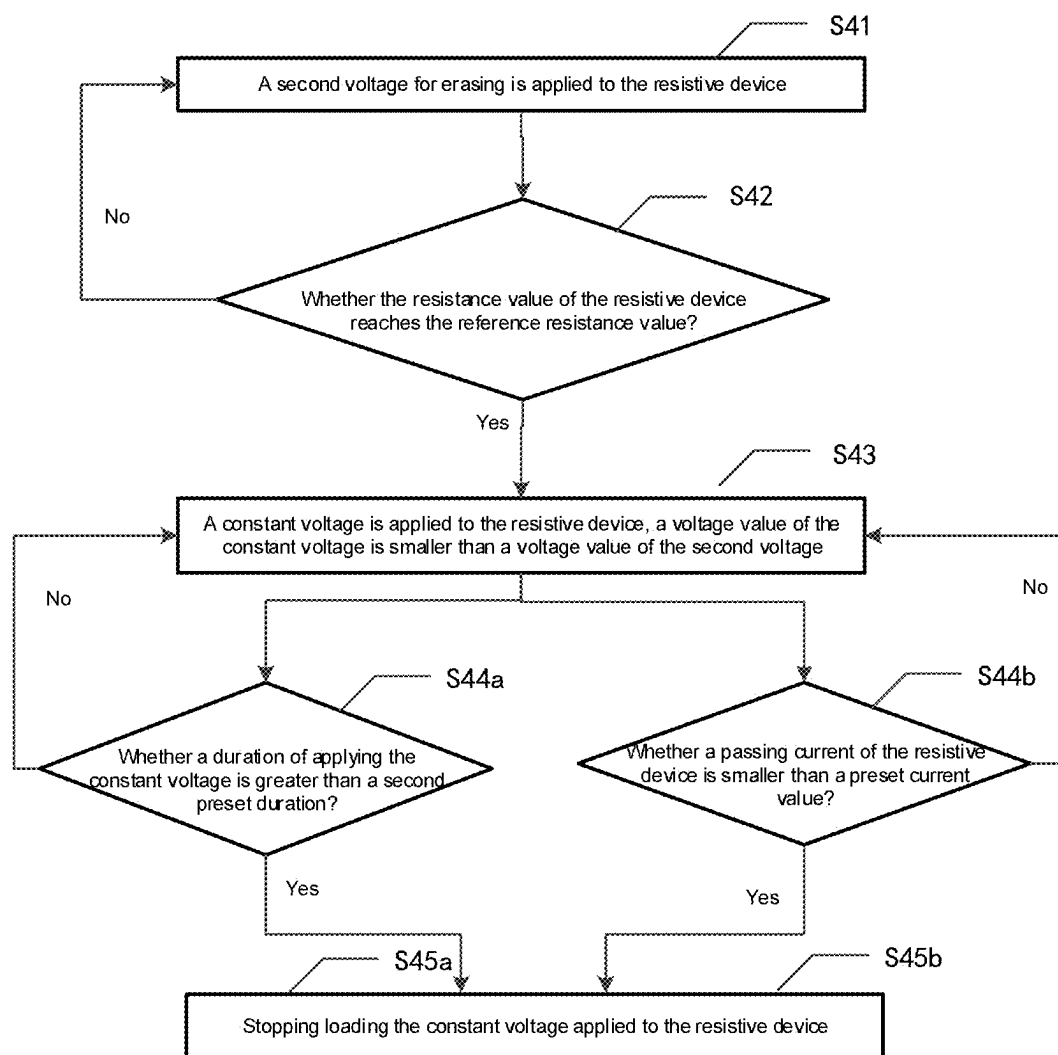 S41
A second voltage for erasing is applied to the resistive device
S42
No
Whether the resistance value of the resistive device
reaches the reference resistance value?
Yes
S43
A constant voltage is applied to the resistive device, a voltage value of the
constant voltage is smaller than a voltage value of the second voltage
No
No
S44a
S44b
Whether a duration of applying the
constant voltage is greater than a second
preset duration?
Whether a passing current of the resistive
device is smaller than a preset current
value?
Yes
Yes
S45a
S45b
Stopping loading the constant voltage applied to the resistive device